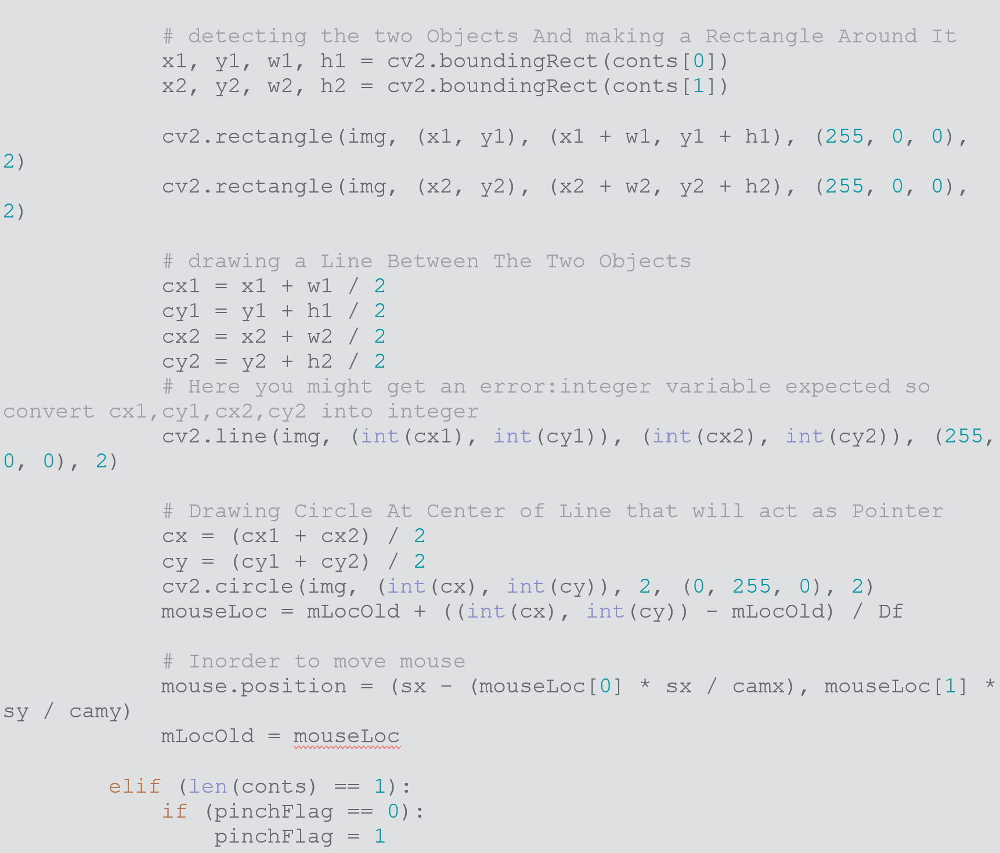 # detecting the two Objects And making a Rectangle Around It
x1, y1, w1, h1 = cv2.boundingRect(conts[0])
x2, y2, w2, h2 = cv2.boundingRect(conts[1])
cv2.rectangle(img, (x1, y1), (x1 + w1, y1 + h1), (255, 0, 0),
2)
cv2.rectangle(img, (x2, y2), (x2 + w2, y2 + h2), (255, 0, 0),
2)
# drawing a Line Between The Two Objects
cx1 = x1 + w1 / 2
cy1 = y1 + h1 / 2
cx2 = x2 + w2 / 2
cy2 = y2 + h2 / 2
# Here you might get an error:integer variable expected so
convert cx1,cy1,cx2,cy2 into integer
cv2.line(img, (int(cx1), int(cy1)), (int(cx2), int(cy2)), (255,
0, 0), 2)
# Drawing Circle At Center of Line that will act as Pointer
cx = (cx1 + cx2) / 2
cy = (cy1 + cy2) / 2
cv2.circle(img, (int(cx), int(cy)), 2, (0, 255, 0), 2)
mouseLoc = mLocOld + ((int(cx), int(cy)) - mLocOld) / Df
# Inorder to move mouse
mouse.position = (sx - (mouseLoc[0] * sx / camx), mouseLoc[1] *
sy / camy)
mLocOld = mouseLoc
elif (len(conts) == 1):
if (pinchFlag == 0):
pinchFlag = 1